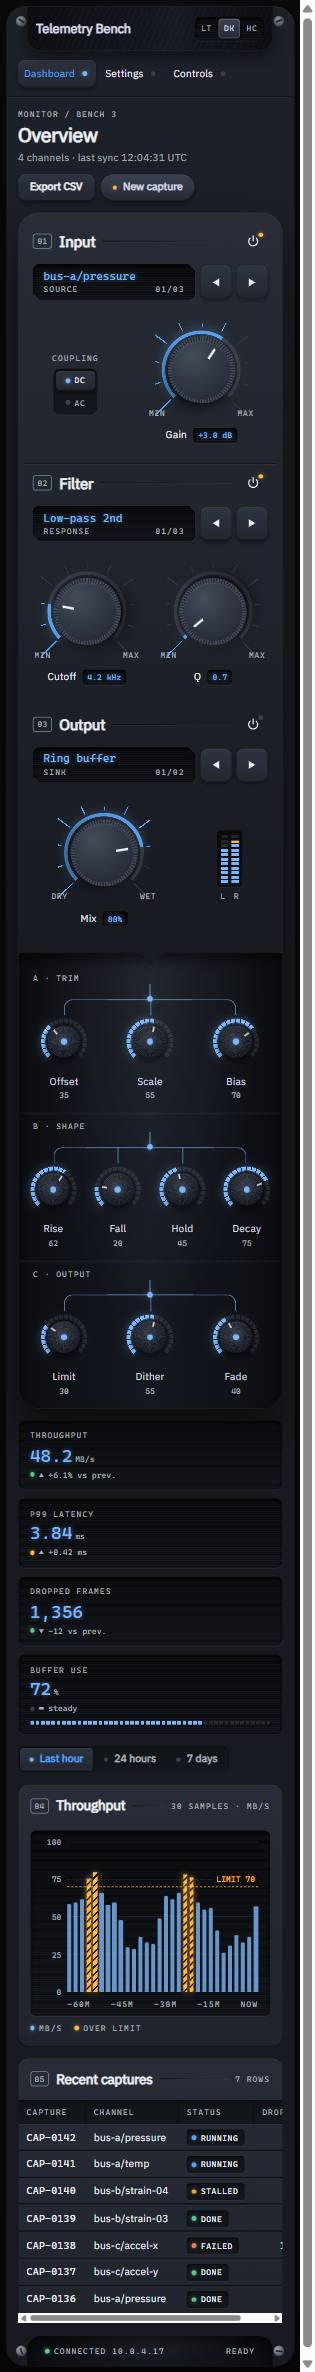 Telemetry Bench
LT DK HC
Dashboard Settings Controls
MONITOR / BENCH 3
Overview
4 channels · last sync 12:04:31 UTC
Export CSV New capture
01 Input
bus-a/pressure
SOURCE 01/03
COUPLING
DC
AC
MIN MAX
Gain +3.0 dB
02 Filter
Low-pass 2nd
RESPONSE 01/03
MIN MAX MIN MAX
Cutoff 4.2 kHz Q 0.7
03 Output
Ring buffer
SINK 01/02
DRY WET L R
Mix 80%
A · TRIM
Offset Scale Bias
35 55 70
B · SHAPE
Rise Fall Hold Decay
62 20 45 75
C · OUTPUT
Limit Dither Fade
30 55 40
THROUGHPUT
48.2 MB/s
▲ +6.1% vs prev.
P99 LATENCY
3.84 ms
▲ +0.42 ms
DROPPED FRAMES
1,356
▼ −12 vs prev.
BUFFER USE
72 %
steady
Last hour 24 hours 7 days
04 Throughput 30 SAMPLES · MB/S
100
75
LIMIT 70
50
25
0
−60M −45M −30M −15M NOW
MB/S OVER LIMIT
05 Recent captures 7 ROWS
CAPTURE CHANNEL STATUS
CAP-0142 bus-a/pressure RUNNING
CAP-0141 bus-a/temp RUNNING
CAP-0140 bus-b/strain-04 STALLED
CAP-0139 bus-b/strain-03 DONE
CAP-0138 bus-c/accel-x FAILED
CAP-0137 bus-c/accel-y DONE
CAP-0136 bus-a/pressure DONE
CONNECTED 10.0.4.17 READY